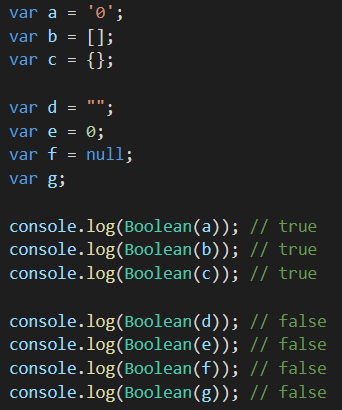 var a = '0';
var b = [];
var c = {};
var d = "";
var e = 0;
var f = null;
var g;
console.log(Boolean(a)); // true
console.log(Boolean(b)); // true
console.log(Boolean(c)); // true
console.log(Boolean(d)); // false
console.log(Boolean(e)); // false
console.log(Boolean(f)); // false
console.log(Boolean(g)); // false